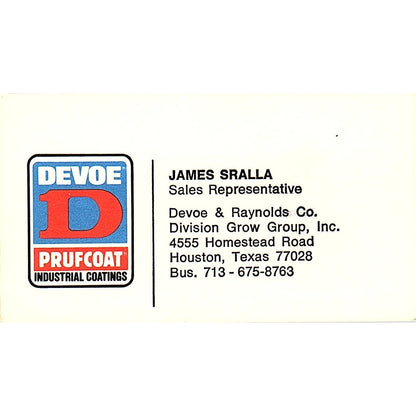 DEVOE
D
PRUFCOAT
INDUSTRIAL COATINGS
JAMES SRALLA
Sales Representative
Devoe & Raynolds Co.
Division Grow Group, Inc.
4555 Homestead Road
Houston, Texas 77028
Bus. 713 - 675-8763